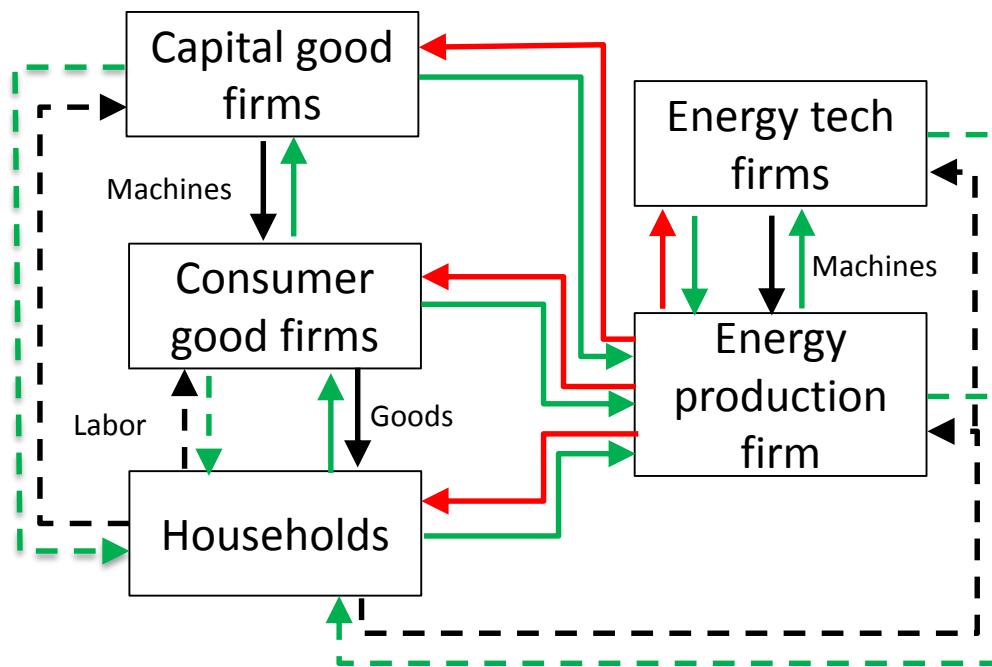 Capital good
firms
Energy tech
firms
Machines
Consumer
good firms
Machines
Energy
production
firm
Labor
Goods
Households